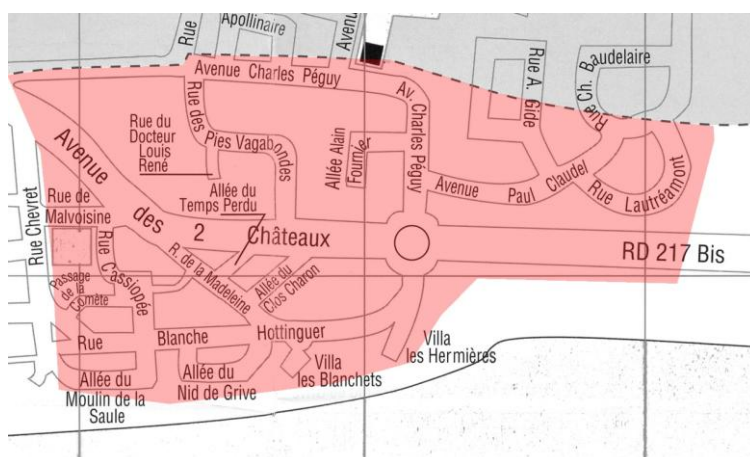 Rue
Apollinaire
Avenue
Avenue Charles Péguy
Av. Charles Péguy
Rue A. Gide
Rue Ch. Baudelaire
Rue des
Pies Vagabondes
Rue du
Docteur
Louis
René
Allée Alain
Fournier
Avenue Paul Claudel
Rue Lautréamont
Avenue des 2 Châteaux
Allée du
Temps Perdu
Rue Chevret
Rue de
Malvoisine
RD 217 Bis
Rue Cassiopée
R. de la Madeleine
Allée du
Clos Charon
Passage
de la
Comète
Rue Blanche Hottinguer
Villa
les Hermières
Villa
les Blanchets
Allée du
Nid de Grive
Allée du
Moulin de la
Saule